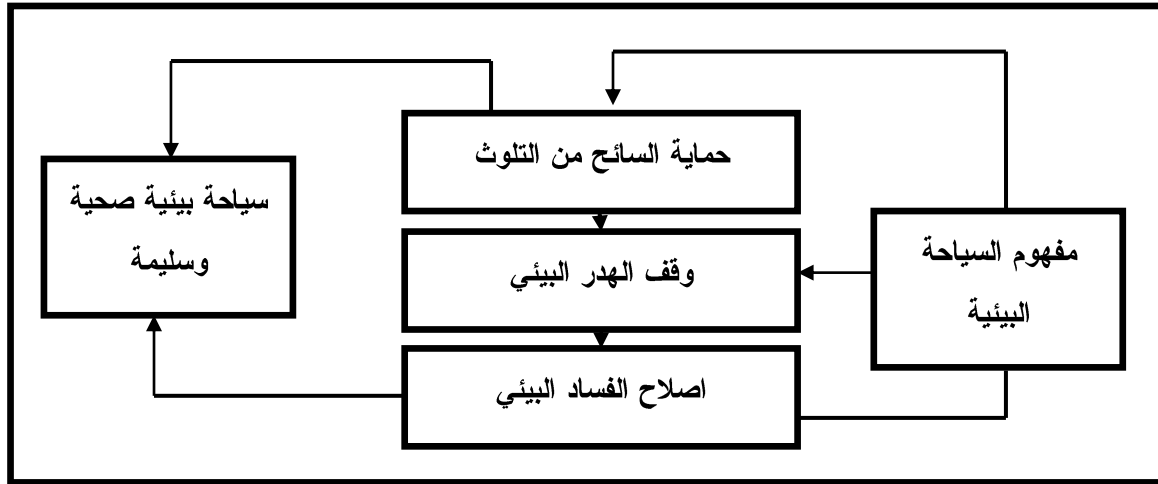 مفهوم السياحة
البيئية
حماية السائح من التلوث
وقف الهدر البيئي
اصلاح الفساد البيئي
سياحة بيئية صحية
وسليمة